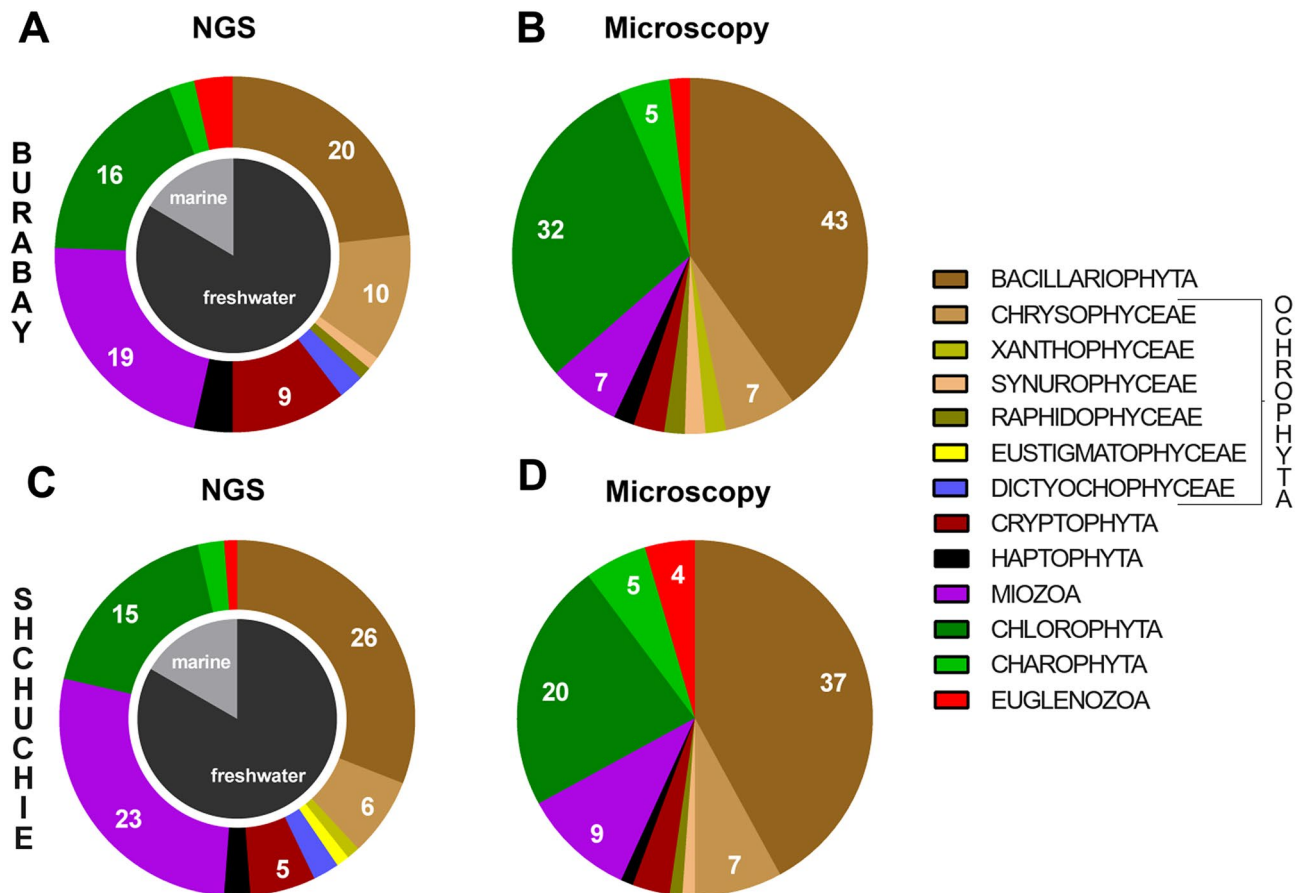 A
NGS
B
Microscopy
BURABAY
20
10
9
19
16
marine
freshwater
43
7
7
32
5
C
NGS
D
Microscopy
SHCHUCHIE
26
6
5
23
15
marine
freshwater
37
7
9
20
5
4
BACILLARIOPHYTA
CHRYSOPHYCEAE
XANTHOPHYCEAE
SYNUROPHYCEAE
RAPHIDOPHYCEAE
EUSTIGMATOPHYCEAE
DICTYOCHOPHYCEAE
CRYPTOPHYTA
HAPTOPHYTA
MIOZOA
CHLOROPHYTA
CHAROPHYTA
EUGLENOZOA
OCHROPHYTA